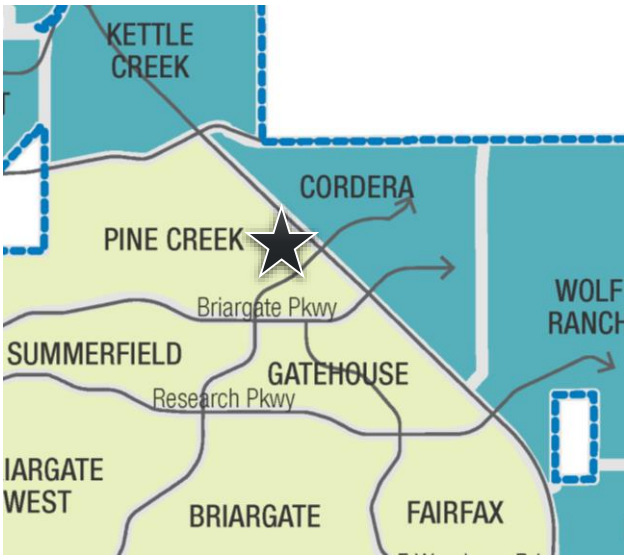 KETTLE
CREEK
T
CORDERA
PINE CREEK
WOLF
RANCH
Briargate Pkwy
SUMMERFIELD
GATEHOUSE
Research Pkwy
IARGATE
WEST
BRIARGATE
FAIRFAX